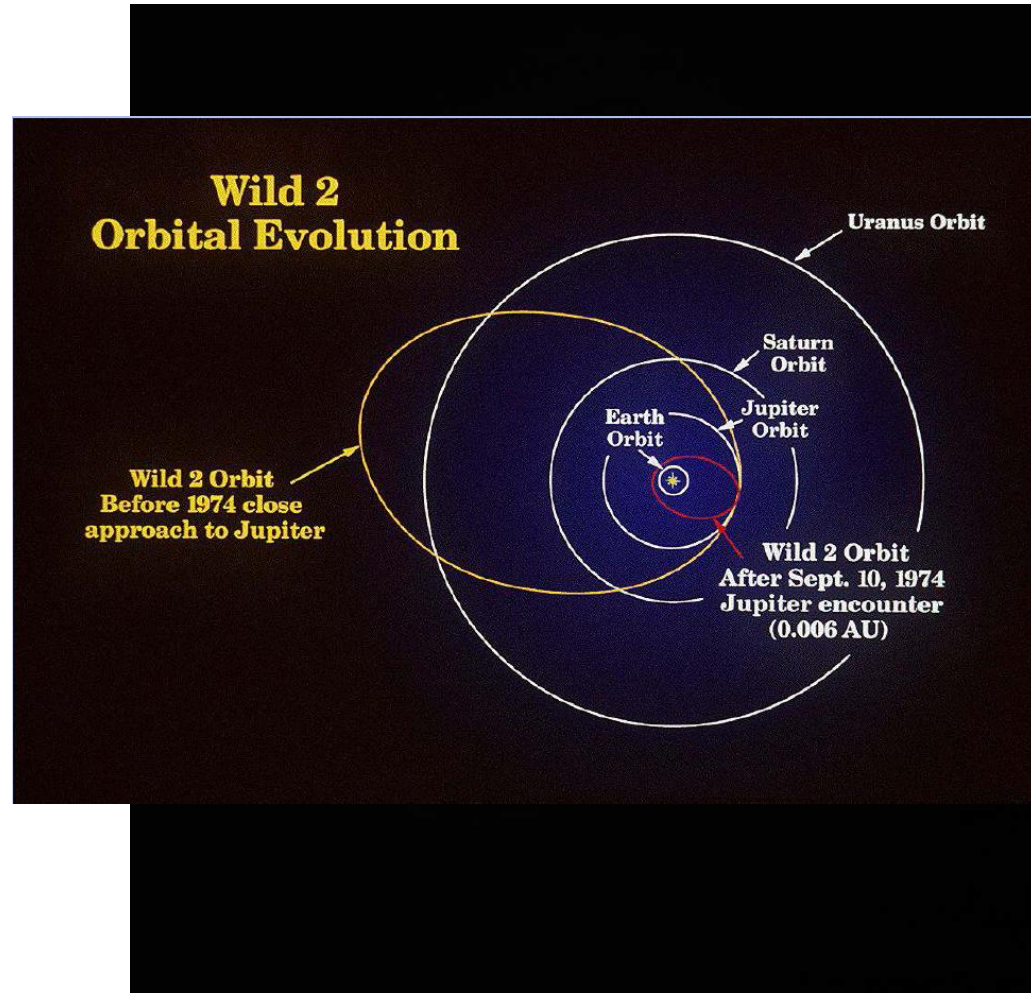 Wild 2
Orbital Evolution
Uranus Orbit
Saturn
Orbit
Jupiter
Orbit
Earth
Orbit
Wild 2 Orbit
Before 1974 close
approach to Jupiter
Wild 2 Orbit
After Sept. 10, 1974
Jupiter encounter
(0.006 AU)